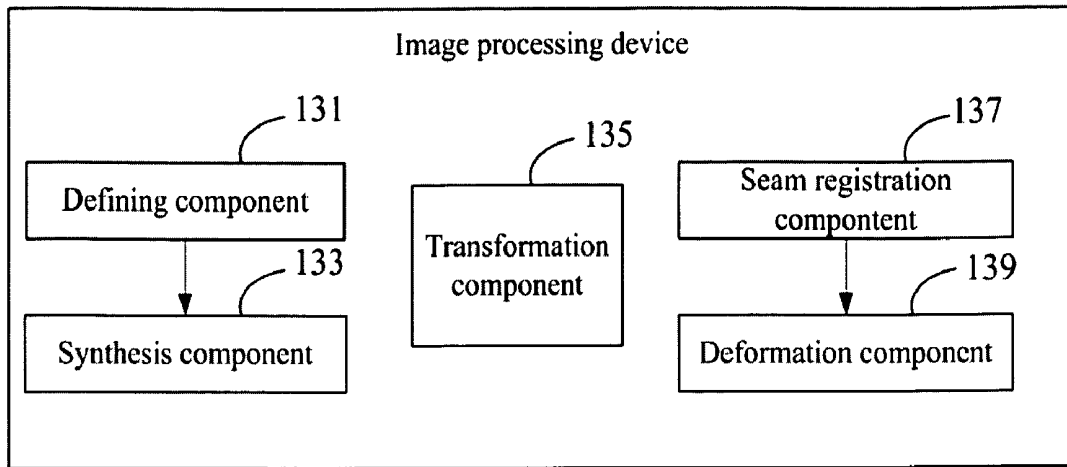 Image processing device
131
Defining component
133
Synthesis component
135
Transformation
component
137
Seam registration
compontent
139
Deformation component